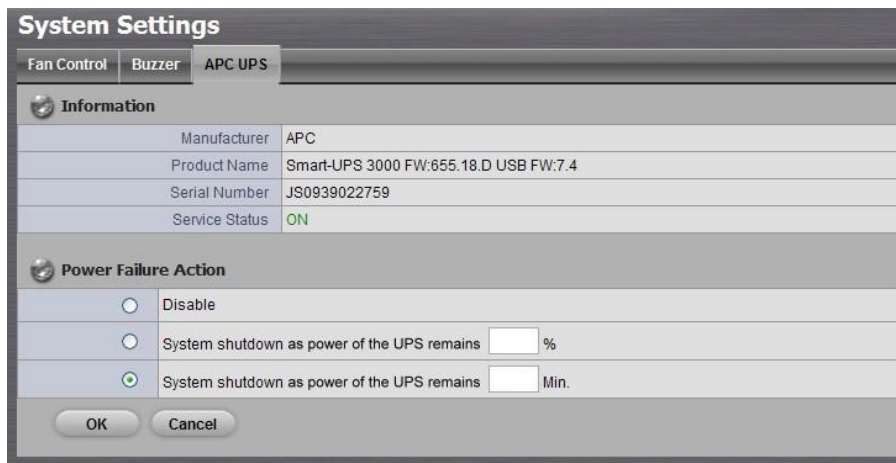 System Settings
Fan Control Buzzer APC UPS
Information
Manufacturer APC
Product Name Smart-UPS 3000 FW:655.18.D USB FW:7.4
Serial Number JS0939022759
Service Status ON
Power Failure Action
Disable
System shutdown as power of the UPS remains %
System shutdown as power of the UPS remains Min.
OK Cancel